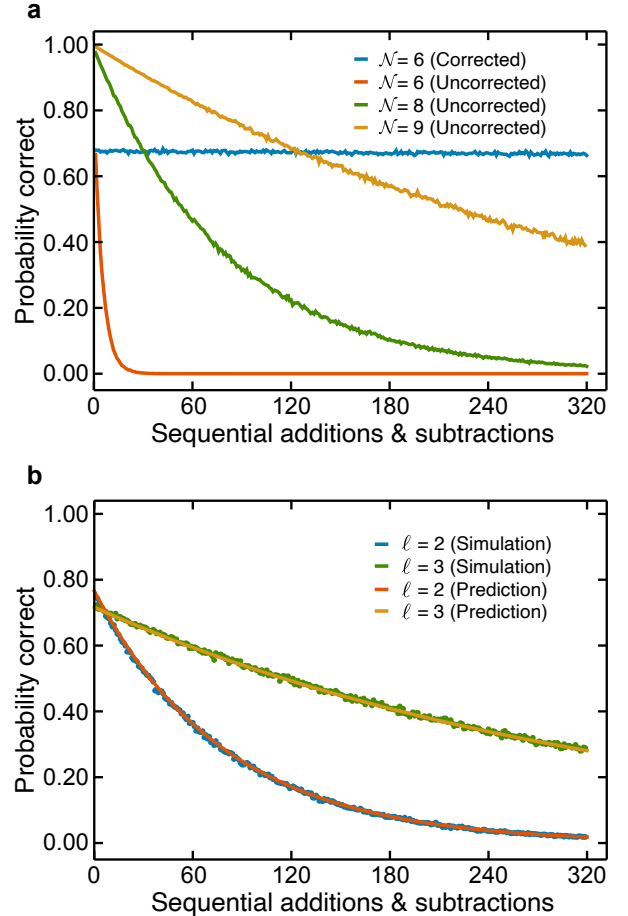 a
1.00
0.80
0.60
0.40
0.20
0.00
Probability correct
𝒩 = 6 (Corrected)
𝒩 = 6 (Uncorrected)
𝒩 = 8 (Uncorrected)
𝒩 = 9 (Uncorrected)
0 60 120 180 240 320
Sequential additions & subtractions
b
1.00
0.80
0.60
0.40
0.20
0.00
Probability correct
ℓ = 2 (Simulation)
ℓ = 3 (Simulation)
ℓ = 2 (Prediction)
ℓ = 3 (Prediction)
0 60 120 180 240 320
Sequential additions & subtractions